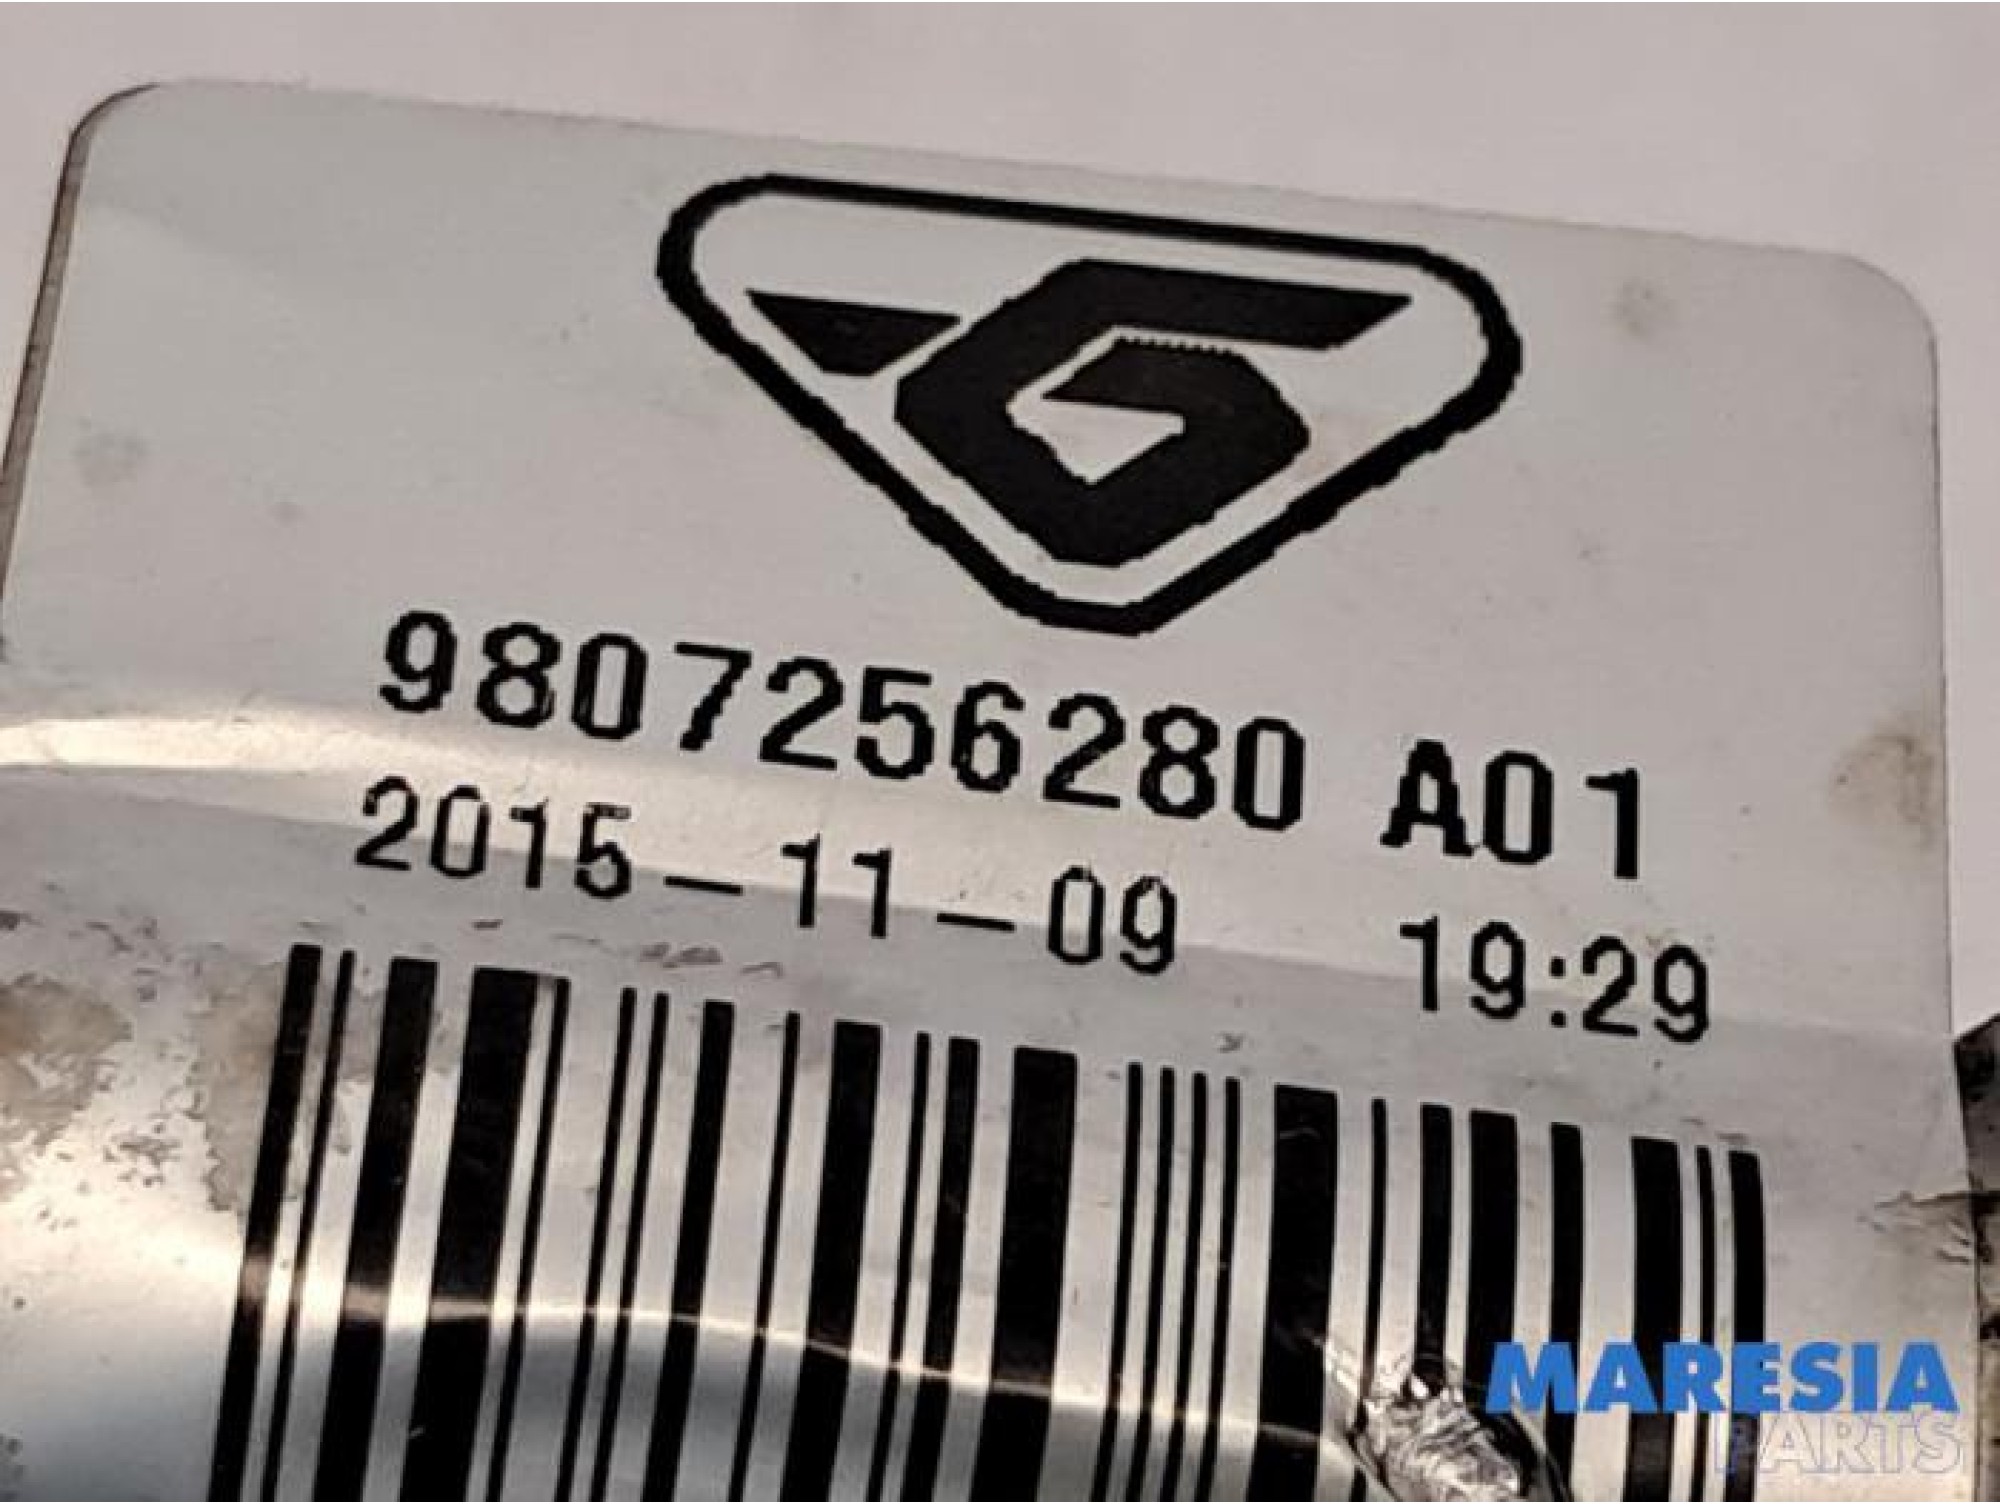 G
9807256280 A01
2015-11-09 19:29
MARESIA
PARTS